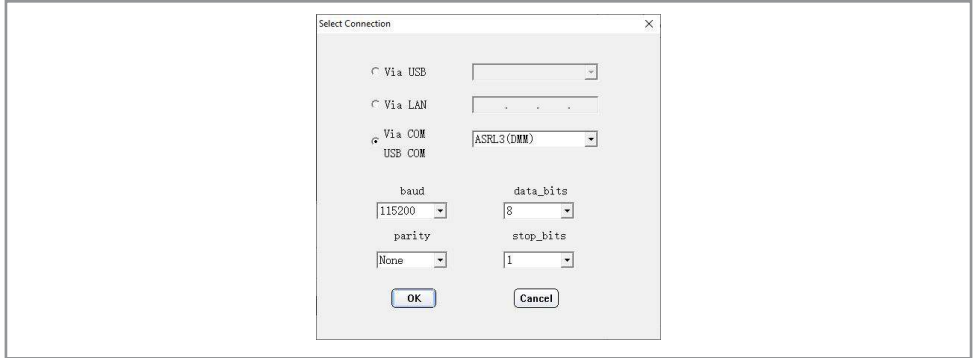 Select Connection
Via USB
Via LAN
. . .
Via COM
USB COM
ASRL3(DMM)
baud
data_bits
115200
8
parity
stop_bits
None
1
OK
Cancel